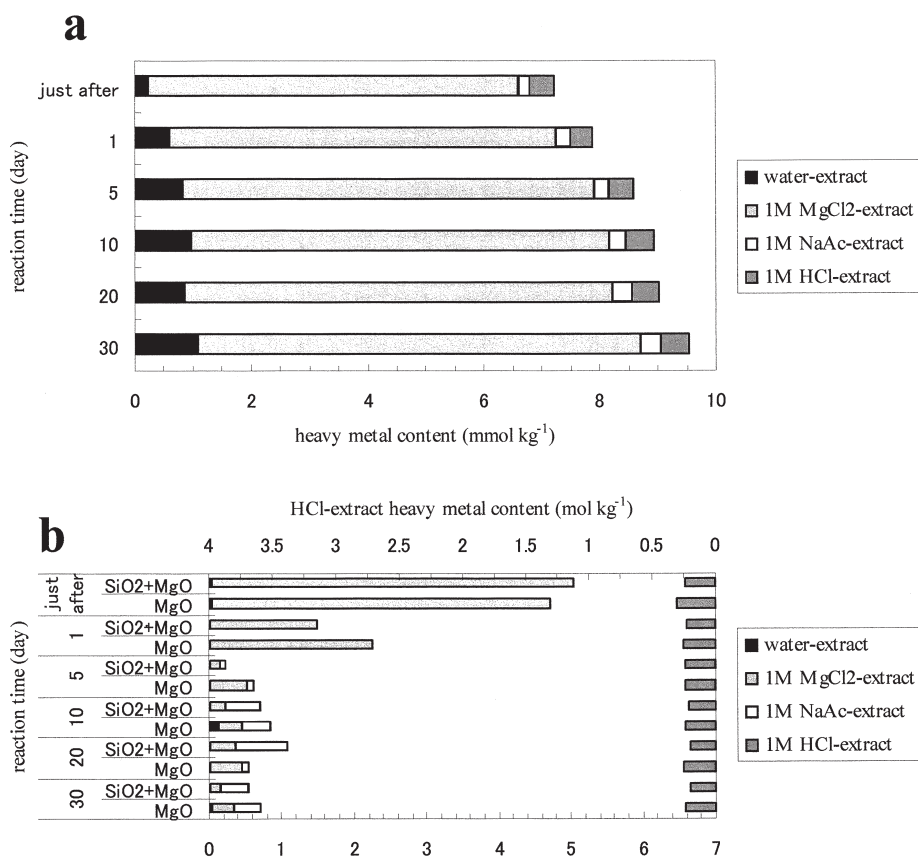 a
just after
1
5
10
20
30
reaction time (day)
0 2 4 6 8 10
heavy metal content (mmol kg-1)
water-extract
1M MgCl2-extract
1M NaAc-extract
1M HCl-extract
b
HCl-extract heavy metal content (mol kg-1)
4 3.5 3 2.5 2 1.5 1 0.5 0
reaction time (day)
just after
SiO2+MgO
MgO
1
SiO2+MgO
MgO
5
SiO2+MgO
MgO
10
SiO2+MgO
MgO
20
SiO2+MgO
MgO
30
SiO2+MgO
MgO
0 1 2 3 4 5 6 7
water-extract
1M MgCl2-extract
1M NaAc-extract
1M HCl-extract